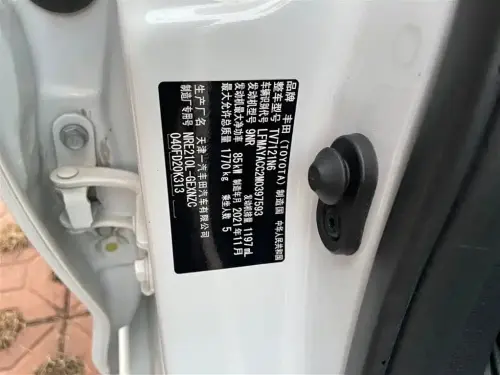 品牌 丰田(TOYOTA) 制造国 中华人民共和国
整车型号 TV7121N6
车辆识别代号 LFMAYACC2M0397593
发动机型号 9NR 发动机排量 1197 mL
发动机最大净功率 85 kW 制造年月 2021年11月
最大允许总质量 1770 kg 乘坐人数 5
生产厂名 天津一汽丰田汽车有限公司
制造厂专用号 NRE210L-GEXNZC
040FD20K313